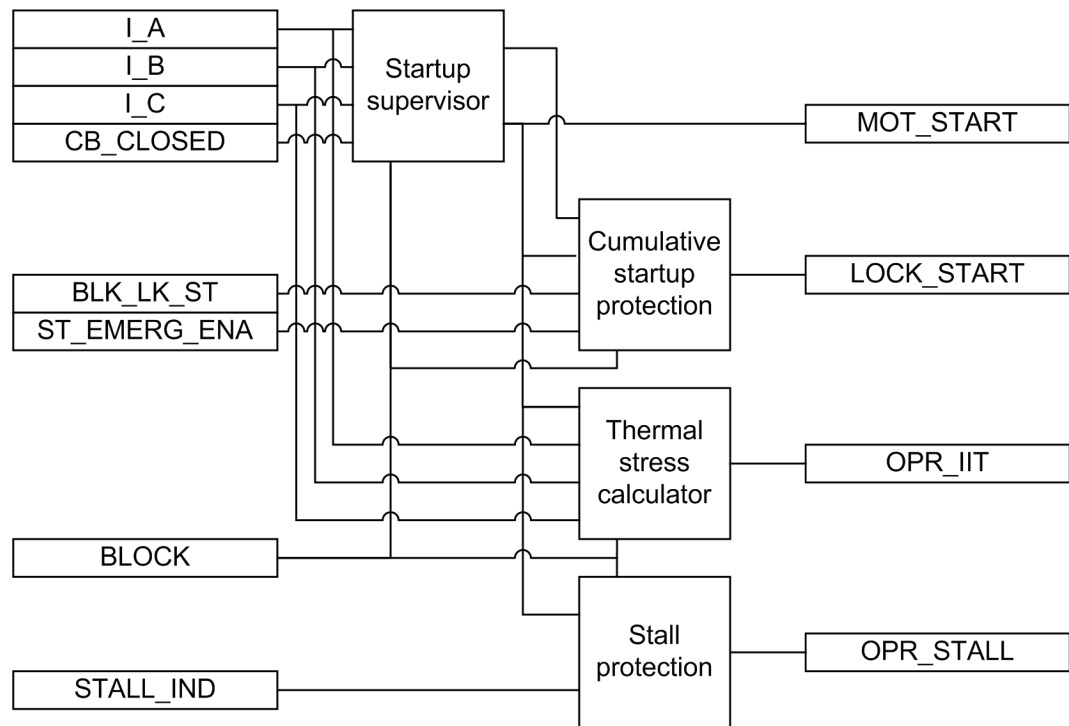 I_A
I_B
I_C
CB_CLOSED
Startup
supervisor
MOT_START
BLK_LK_ST
ST_EMERG_ENA
Cumulative
startup
protection
LOCK_START
Thermal
stress
calculator
OPR_IIT
BLOCK
STALL_IND
Stall
protection
OPR_STALL